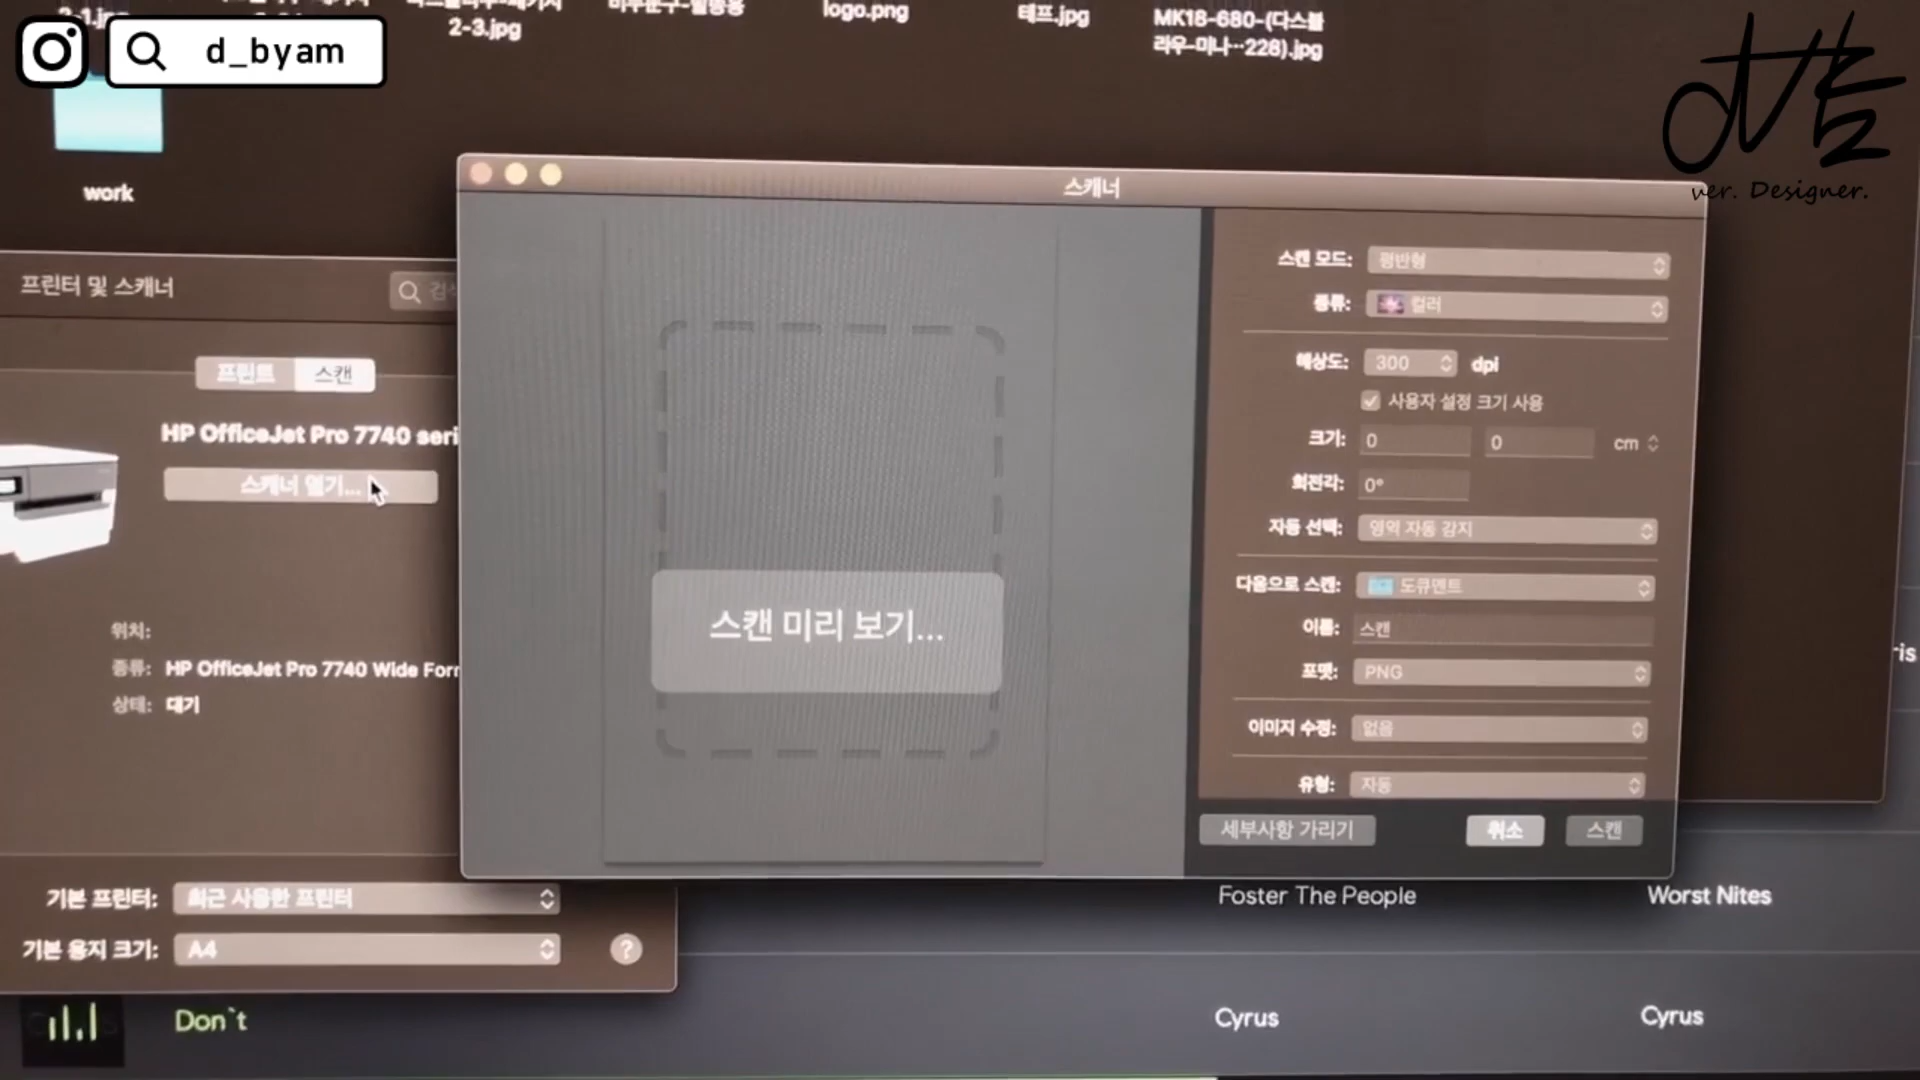 d_byam
2-3.jpg
logo.png
테프.jpg
MK18-680-(다스블
라우-미나…228).jpg
ver. Designer.
work
스캐너
프린터 및 스캐너
프린트
스캔
HP OfficeJet Pro 7740 seri
스캐너 열기...
위치:
종류: HP OfficeJet Pro 7740 Wide Forr
상태: 대기
기본 프린터: 최근 사용한 프린터
기본 용지 크기: A4
?
스캔 미리 보기...
스캔 모드: 평반형
종류: 컬러
해상도: 300 dpi
사용자 설정 크기 사용
크기: 0 0 cm
회전각: 0°
자동 선택: 영역 자동 감지
다음으로 스캔: 도큐멘트
이름: 스캔
포맷: PNG
이미지 수정: 없음
유형: 자동
세부사항 가리기
취소
스캔
Foster The People
Worst Nites
Don`t
Cyrus
Cyrus